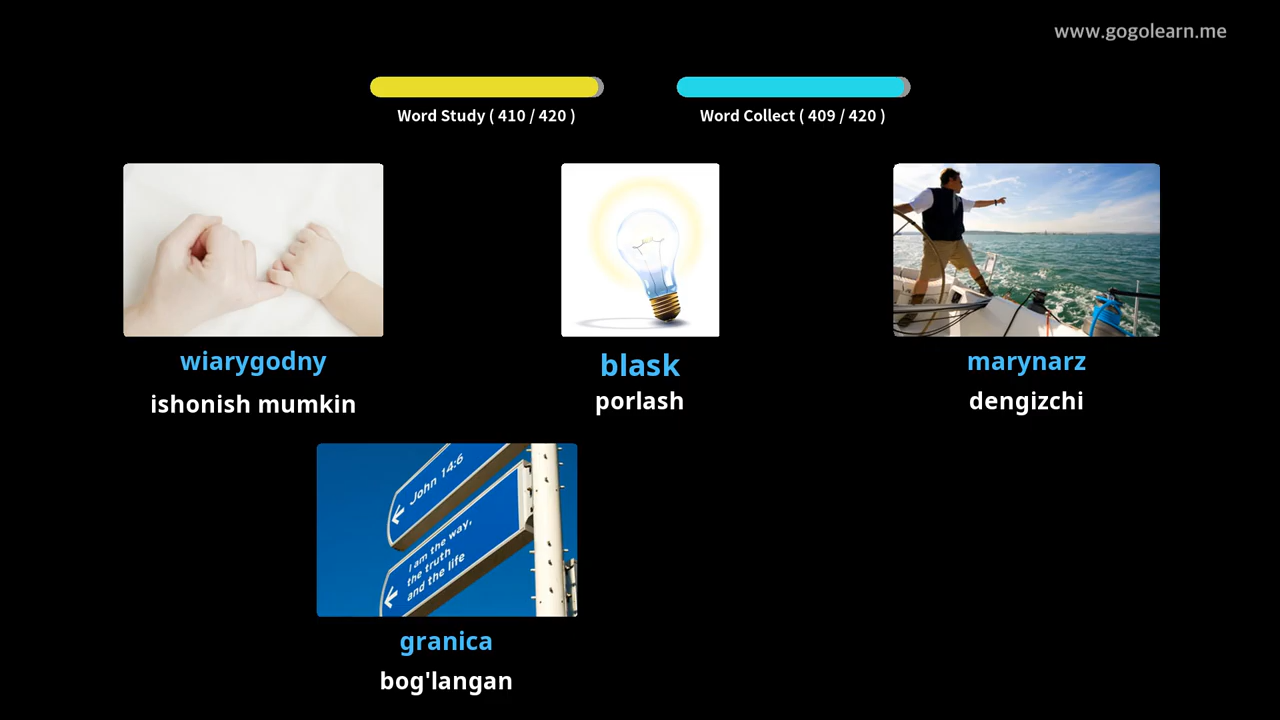 www.gogolearn.me
Word Study ( 410 / 420 )
Word Collect ( 409 / 420 )
wiarygodny
ishonish mumkin
blask
porlash
marynarz
dengizchi
John 14:6
I am the way,
the truth
and the life
granica
bog'langan